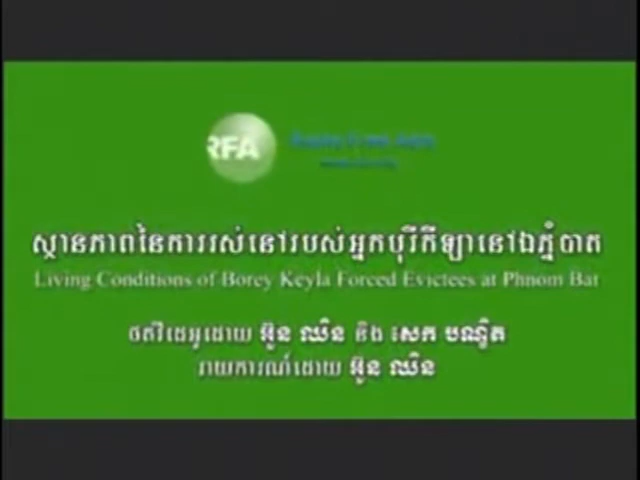 RFA
Radio Free Asia
ស្ថានភាពនៃការរស់នៅរបស់អ្នកបុរីកីឡានៅឯភ្នំបាត
Living Conditions of Borey Keyla Forced Evictees at Phnom Bat
ថតវីដេអូដោយ អ៊ួន ឈិន និង សេក បណ្ឌិត
រាយការណ៍ដោយ អ៊ួន ឈិន